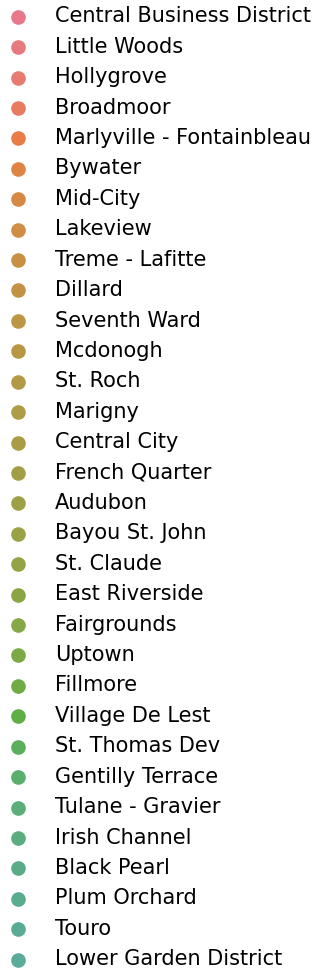 Central Business District
Little Woods
Hollygrove
Broadmoor
Marlyville - Fontainbleau
Bywater
Mid-City
Lakeview
Treme - Lafitte
Dillard
Seventh Ward
Mcdonogh
St. Roch
Marigny
Central City
French Quarter
Audubon
Bayou St. John
St. Claude
East Riverside
Fairgrounds
Uptown
Fillmore
Village De Lest
St. Thomas Dev
Gentilly Terrace
Tulane - Gravier
Irish Channel
Black Pearl
Plum Orchard
Touro
Lower Garden District